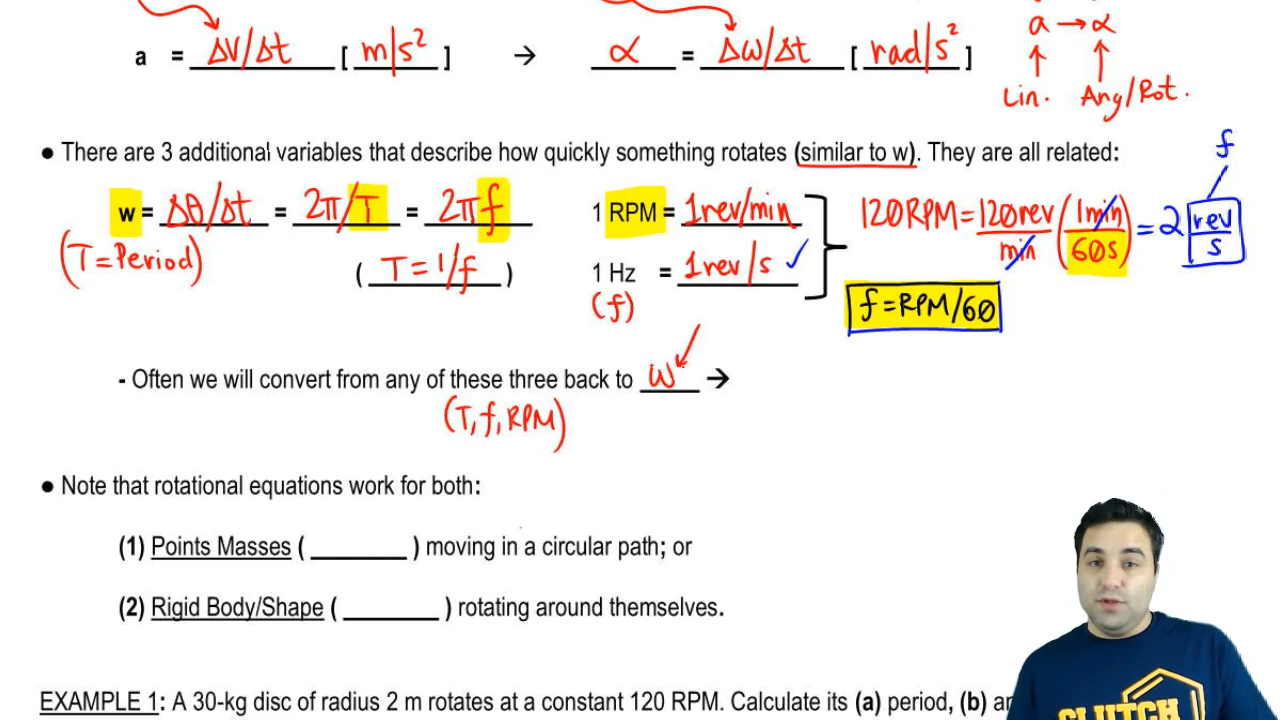 a = Δv/Δt [ m/s² ] → α = Δω/Δt [ rad/s² ]
a → α
↑ ↑
Lin. Ang/Rot.
● There are 3 additional variables that describe how quickly something rotates (similar to w). They are all related:
w = Δθ/Δt = 2π/T = 2πf
(T=Period)
( T=1/f )
1 RPM = 1rev/min
1 Hz = 1rev/s ✓
(f)
120RPM = 120rev/min (1min/60s) = 2 rev/s
f
f = RPM/60
- Often we will convert from any of these three back to w →
(T, f, RPM)
● Note that rotational equations work for both:
(1) Points Masses ( ________ ) moving in a circular path; or
(2) Rigid Body/Shape ( ________ ) rotating around themselves.
EXAMPLE 1: A 30-kg disc of radius 2 m rotates at a constant 120 RPM. Calculate its (a) period, (b)
CLUTCH